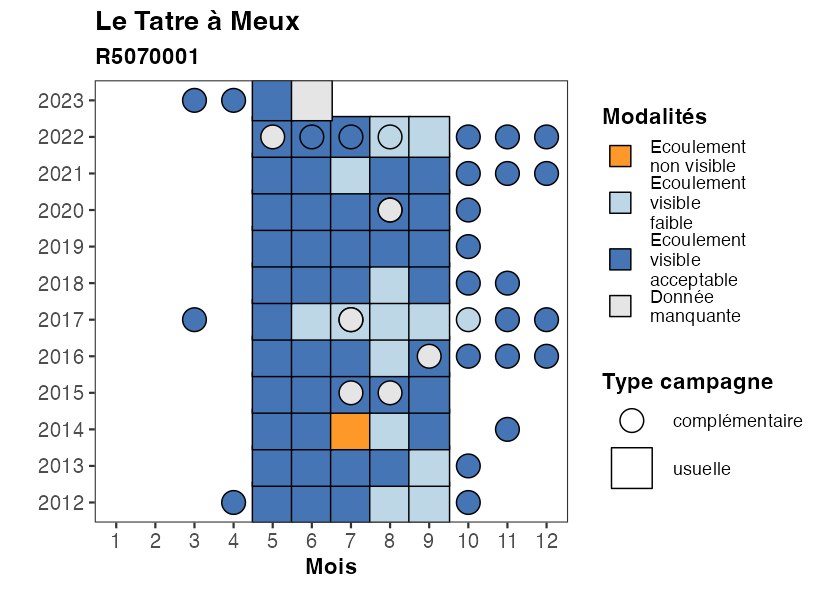 Le Tatre à Meux
R5070001
2023
2022
2021
2020
2019
2018
2017
2016
2015
2014
2013
2012
1 2 3 4 5 6 7 8 9 10 11 12
Mois
Modalités
Ecoulement
non visible
Ecoulement
visible
faible
Ecoulement
visible
acceptable
Donnée
manquante
Type campagne
complémentaire
usuelle